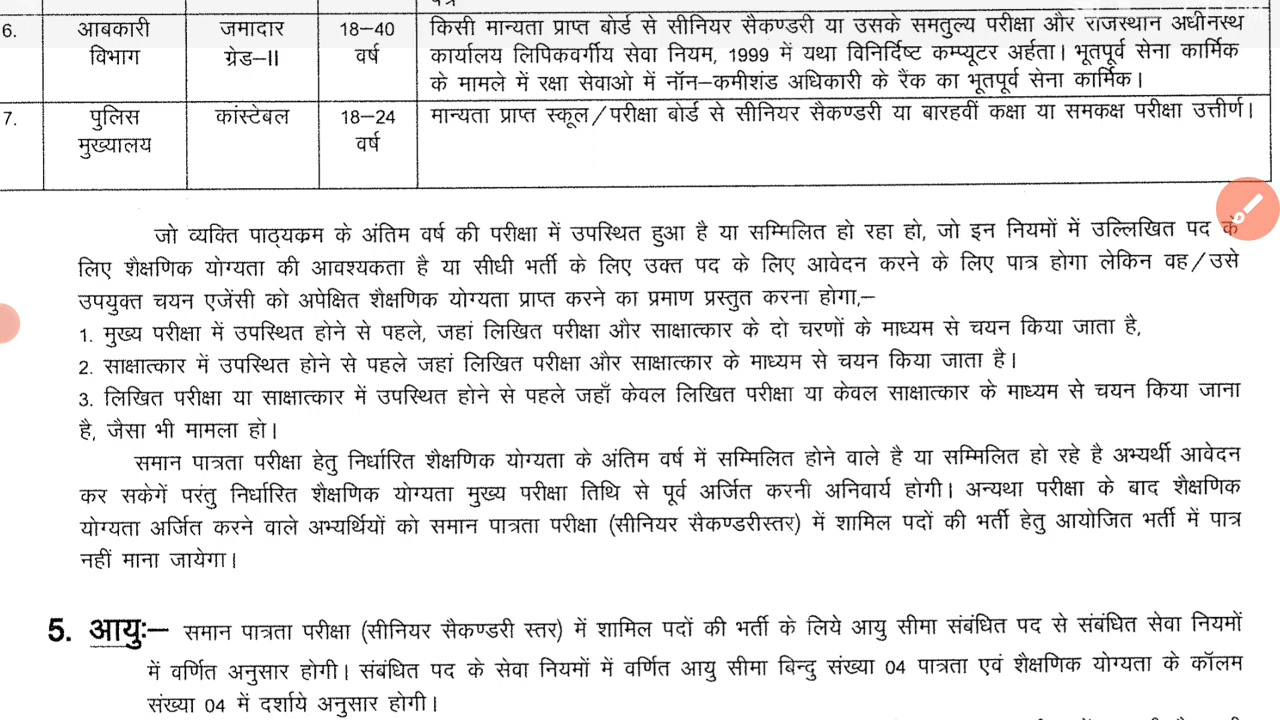 6. आबकारी जमादार 18–40 किसी मान्यता प्राप्त बोर्ड से सीनियर सैकण्डरी या उसके समतुल्य परीक्षा और राजस्थान अधीनस्थ
विभाग ग्रेड–II वर्ष कार्यालय लिपिकवर्गीय सेवा नियम, 1999 में यथा विनिर्दिष्ट कम्प्यूटर अर्हता। भूतपूर्व सेना कार्मिक
के मामले में रक्षा सेवाओ में नॉन–कमीशंड अधिकारी के रैंक का भूतपूर्व सेना कार्मिक।
7. पुलिस कांस्टेबल 18–24 मान्यता प्राप्त स्कूल/परीक्षा बोर्ड से सीनियर सैकण्डरी या बारहवीं कक्षा या समकक्ष परीक्षा उत्तीर्ण।
मुख्यालय वर्ष
जो व्यक्ति पाठ्यक्रम के अंतिम वर्ष की परीक्षा में उपस्थित हुआ है या सम्मिलित हो रहा हो, जो इन नियमों में उल्लिखित पद के
लिए शैक्षणिक योग्यता की आवश्यकता है या सीधी भर्ती के लिए उक्त पद के लिए आवेदन करने के लिए पात्र होगा लेकिन वह/उसे
उपयुक्त चयन एजेंसी को अपेक्षित शैक्षणिक योग्यता प्राप्त करने का प्रमाण प्रस्तुत करना होगा,–
1. मुख्य परीक्षा में उपस्थित होने से पहले, जहां लिखित परीक्षा और साक्षात्कार के दो चरणों के माध्यम से चयन किया जाता है,
2. साक्षात्कार में उपस्थित होने से पहले जहां लिखित परीक्षा और साक्षात्कार के माध्यम से चयन किया जाता है।
3. लिखित परीक्षा या साक्षात्कार में उपस्थित होने से पहले जहाँ केवल लिखित परीक्षा या केवल साक्षात्कार के माध्यम से चयन किया जाना
है, जैसा भी मामला हो।
समान पात्रता परीक्षा हेतु निर्धारित शैक्षणिक योग्यता के अंतिम वर्ष में सम्मिलित होने वाले है या सम्मिलित हो रहे है अभ्यर्थी आवेदन
कर सकेगें परंतु निर्धारित शैक्षणिक योग्यता मुख्य परीक्षा तिथि से पूर्व अर्जित करनी अनिवार्य होगी। अन्यथा परीक्षा के बाद शैक्षणिक
योग्यता अर्जित करने वाले अभ्यर्थियों को समान पात्रता परीक्षा (सीनियर सैकण्डरीस्तर) में शामिल पदों की भर्ती हेतु आयोजित भर्ती में पात्र
नहीं माना जायेगा।
5. आयुः– समान पात्रता परीक्षा (सीनियर सैकण्डरी स्तर) में शामिल पदों की भर्ती के लिये आयु सीमा संबंधित पद से संबंधित सेवा नियमों
में वर्णित अनुसार होगी। संबंधित पद के सेवा नियमों में वर्णित आयु सीमा बिन्दु संख्या 04 पात्रता एवं शैक्षणिक योग्यता के कॉलम
संख्या 04 में दर्शाये अनुसार होगी।